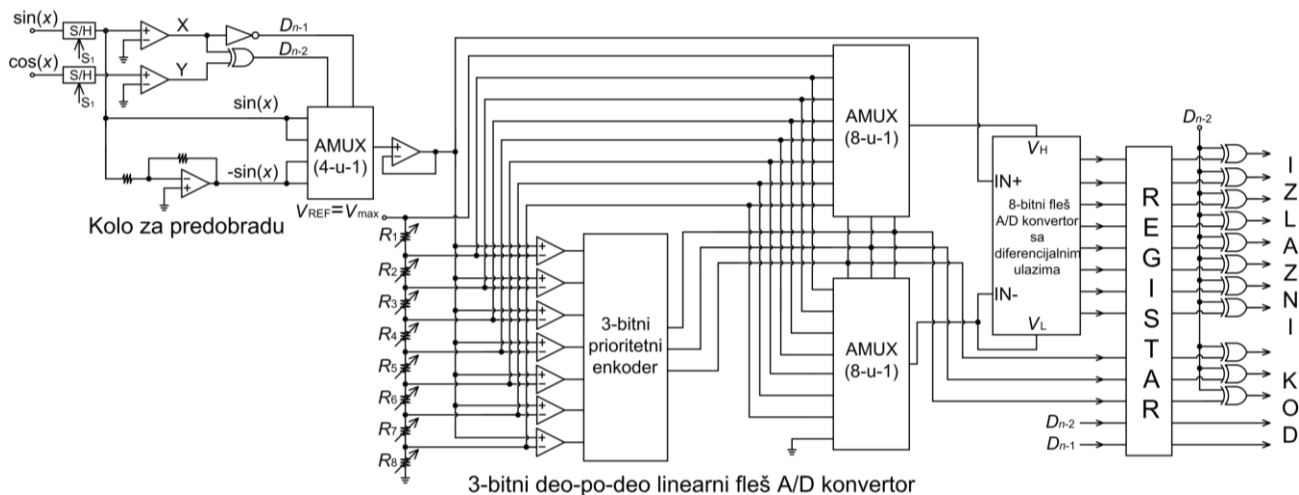 sin(x)
S/H
S1
cos(x)
S/H
S1
X
Y
Dn-1
Dn-2
sin(x)
-sin(x)
AMUX
(4-u-1)
Kolo za predobradu
VREF=Vmax
R1
R2
R3
R4
R5
R6
R7
R8
3-bitni
prioritetni
enkoder
3-bitni deo-po-deo linearni fleš A/D konvertor
AMUX
(8-u-1)
AMUX
(8-u-1)
VH
IN+
8-bitni fleš
A/D konvertor
sa
diferencijalnim
ulazima
IN-
VL
REGISTAR
Dn-2
Dn-2
Dn-1
IZLAZNI KOD